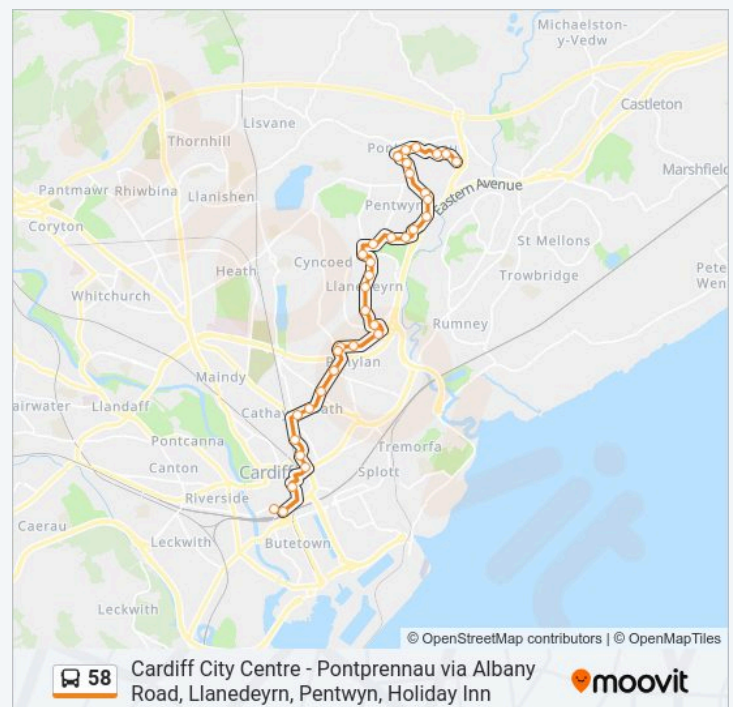 Michaelston-
y-Vedw
Castleton
Lisvane
Thornhill
Marshfield
Pantmawr
Rhiwbina
Llanishen
Eastern Avenue
Pentwyn
Coryton
St Mellons
Cyncoed
Heath
Trowbridge
Whitchurch
Rumney
Maindy
Llandaff
Pontcanna
Tremorfa
Canton
Cardiff
Splott
Riverside
Caerau
Leckwith
Butetown
Leckwith
© OpenStreetMap contributors | © OpenMapTiles
58
Cardiff City Centre - Pontprennau via Albany
Road, Llanedeyrn, Pentwyn, Holiday Inn
moovit